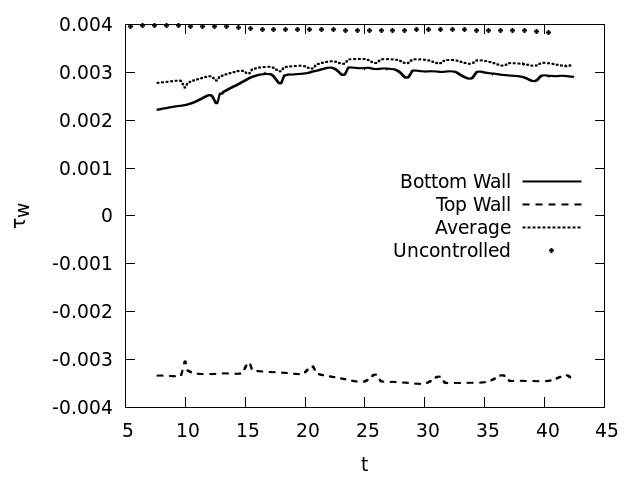 0.004
0.003
0.002
0.001
0
-0.001
-0.002
-0.003
-0.004
τw
Bottom Wall
Top Wall
Average
Uncontrolled
5 10 15 20 25 30 35 40 45
t